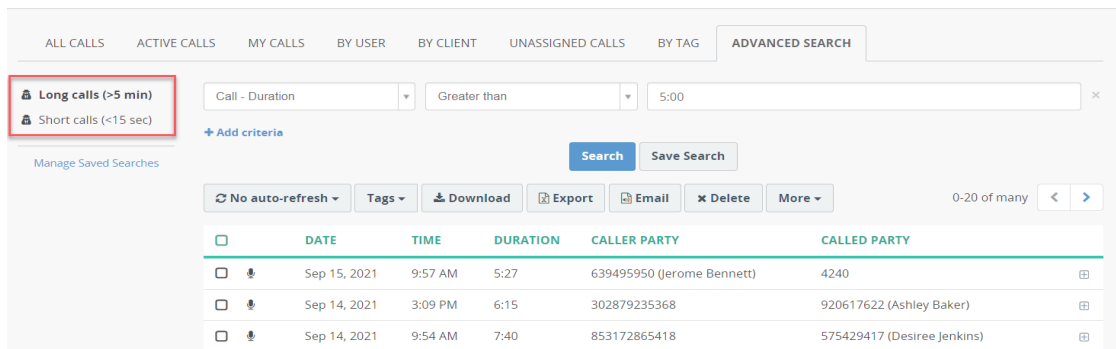 ALL CALLS ACTIVE CALLS MY CALLS BY USER BY CLIENT UNASSIGNED CALLS BY TAG ADVANCED SEARCH
Long calls (>5 min)
Short calls (<15 sec)
Manage Saved Searches
Call - Duration Greater than 5:00
+ Add criteria
Search Save Search
No auto-refresh Tags Download Export Email Delete More 0-20 of many
DATE TIME DURATION CALLER PARTY CALLED PARTY
Sep 15, 2021 9:57 AM 5:27 639495950 (Jerome Bennett) 4240
Sep 14, 2021 3:09 PM 6:15 302879235368 920617622 (Ashley Baker)
Sep 14, 2021 9:54 AM 7:40 853172865418 575429417 (Desiree Jenkins)